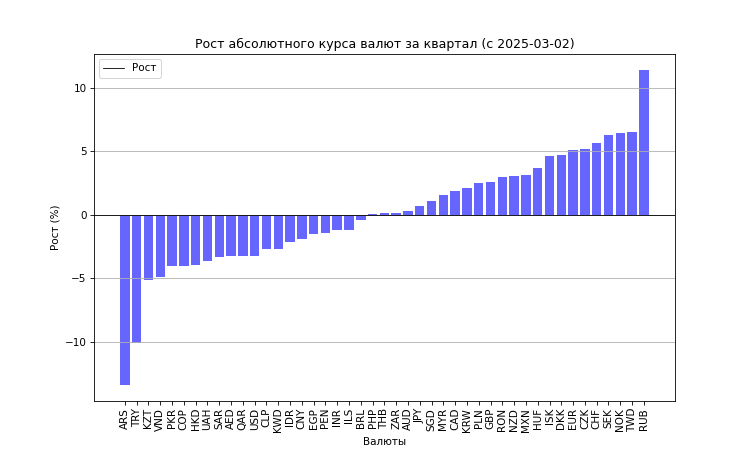 Рост абсолютного курса валют за квартал (с 2025-03-02)
Рост
Рост (%)
10
5
0
−5
−10
ARS TRY KZT VND PKR COP HKD UAH SAR AED QAR USD CLP KWD IDR CNY EGP PEN INR ILS BRL PHP THB ZAR AUD JPY SGD MYR CAD KRW PLN GBP RON NZD MXN HUF ISK DKK EUR CZK CHF SEK NOK TWD RUB
Валюты